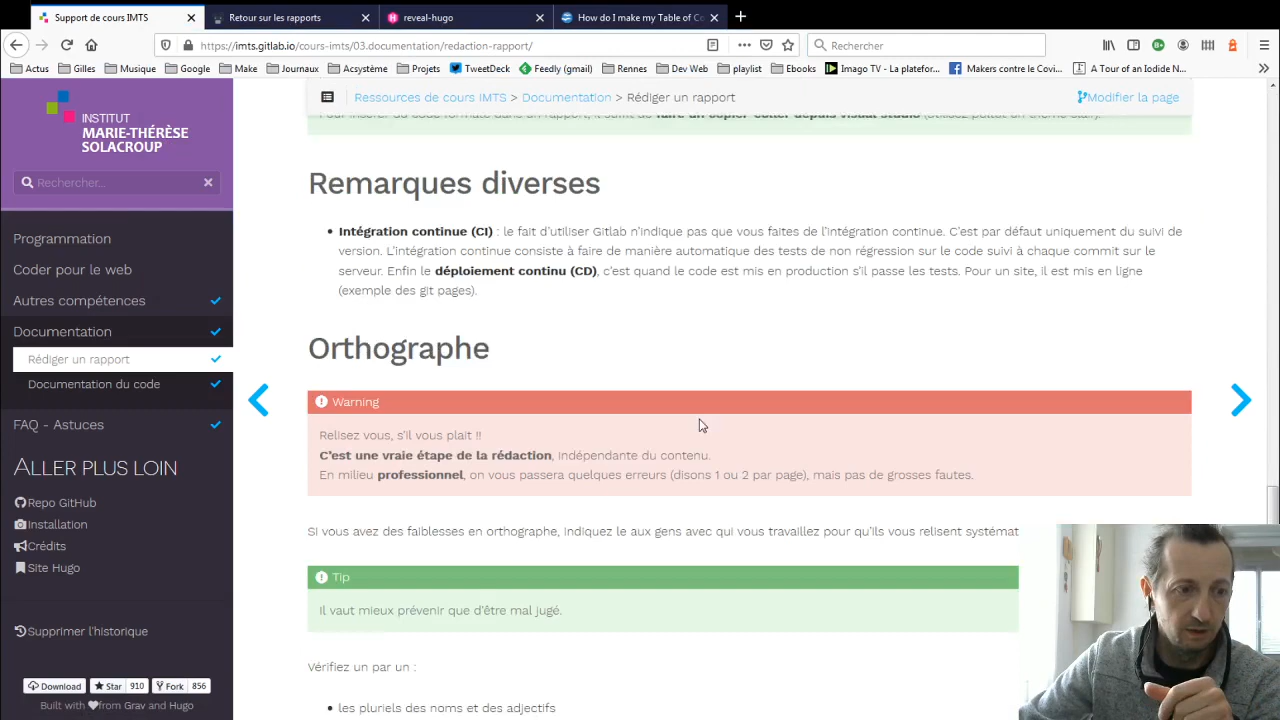 Support de cours IMTS
Retour sur les rapports
reveal-hugo
How do I make my Table of Co
https://imts.gitlab.io/cours-imts/03.documentation/redaction-rapport/
Rechercher
Actus
Gilles
Musique
Google
Make
Journaux
Acsystème
Projets
TweetDeck
Feedly (gmail)
Rennes
Dev Web
playlist
Ebooks
Imago TV - La platefor...
Makers contre le Covi...
A Tour of an Iodide N...
INSTITUT
MARIE-THÉRÈSE
SOLACROUP
Rechercher...
Programmation
Coder pour le web
Autres compétences
Documentation
Rédiger un rapport
Documentation du code
FAQ - Astuces
ALLER PLUS LOIN
Repo GitHub
Installation
Crédits
Site Hugo
Supprimer l'historique
Download
Star 910
Fork 856
Built with from Grav and Hugo
Ressources de cours IMTS > Documentation > Rédiger un rapport
Modifier la page
Remarques diverses
Intégration continue (CI) : le fait d'utiliser Gitlab n'indique pas que vous faites de l'intégration continue. C'est par défaut uniquement du suivi de
version. L'intégration continue consiste à faire de manière automatique des tests de non régression sur le code suivi à chaque commit sur le
serveur. Enfin le déploiement continu (CD), c'est quand le code est mis en production s'il passe les tests. Pour un site, il est mis en ligne
(exemple des git pages).
Orthographe
Warning
Relisez vous, s'il vous plait !!
C'est une vraie étape de la rédaction, indépendante du contenu.
En milieu professionnel, on vous passera quelques erreurs (disons 1 ou 2 par page), mais pas de grosses fautes.
Si vous avez des faiblesses en orthographe, indiquez le aux gens avec qui vous travaillez pour qu'ils vous relisent systémat
Tip
Il vaut mieux prévenir que d'être mal jugé.
Vérifiez un par un :
les pluriels des noms et des adjectifs